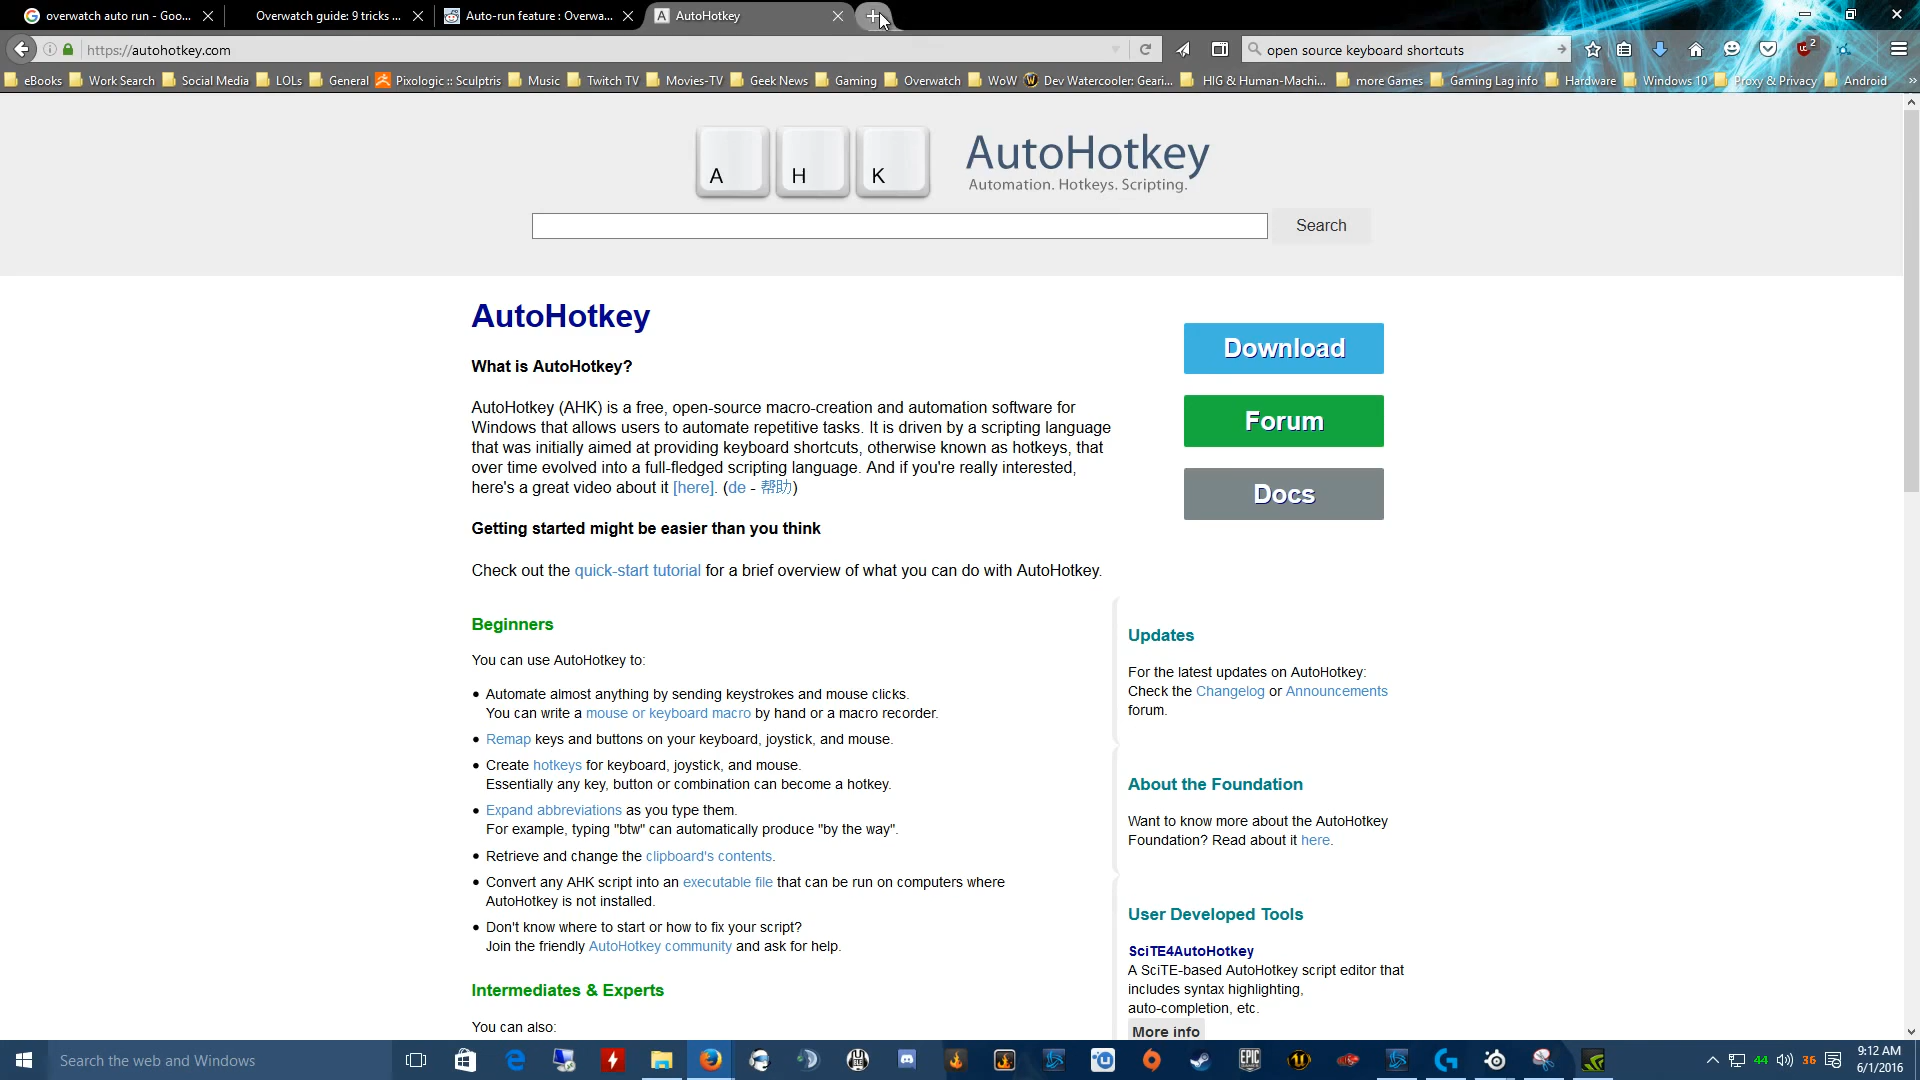 overwatch auto run - Goo...
Overwatch guide: 9 tricks ...
Auto-run feature : Overwa...
A AutoHotkey
https://autohotkey.com
open source keyboard shortcuts
2
eBooks Work Search Social Media LOLs General Pixologic :: Sculptris Music Twitch TV Movies-TV Geek News Gaming Overwatch WoW Dev Watercooler: Geari... HIG & Human-Machi... more Games Gaming Lag info Hardware Windows 10 Proxy & Privacy Android »
A H K
AutoHotkey
Automation. Hotkeys. Scripting.
Search
AutoHotkey
What is AutoHotkey?
AutoHotkey (AHK) is a free, open-source macro-creation and automation software for
Windows that allows users to automate repetitive tasks. It is driven by a scripting language
that was initially aimed at providing keyboard shortcuts, otherwise known as hotkeys, that
over time evolved into a full-fledged scripting language. And if you're really interested,
here's a great video about it [here]. (de - 帮助)
Getting started might be easier than you think
Check out the quick-start tutorial for a brief overview of what you can do with AutoHotkey.
Download
Forum
Docs
Beginners
You can use AutoHotkey to:
• Automate almost anything by sending keystrokes and mouse clicks.
You can write a mouse or keyboard macro by hand or a macro recorder.
• Remap keys and buttons on your keyboard, joystick, and mouse.
• Create hotkeys for keyboard, joystick, and mouse.
Essentially any key, button or combination can become a hotkey.
• Expand abbreviations as you type them.
For example, typing "btw" can automatically produce "by the way".
• Retrieve and change the clipboard's contents.
• Convert any AHK script into an executable file that can be run on computers where
AutoHotkey is not installed.
• Don't know where to start or how to fix your script?
Join the friendly AutoHotkey community and ask for help.
Intermediates & Experts
You can also:
Updates
For the latest updates on AutoHotkey:
Check the Changelog or Announcements
forum.
About the Foundation
Want to know more about the AutoHotkey
Foundation? Read about it here.
User Developed Tools
SciTE4AutoHotkey
A SciTE-based AutoHotkey script editor that
includes syntax highlighting,
auto-completion, etc.
More info
Search the web and Windows
EPIC
GAMES
44
36
9:12 AM
6/1/2016